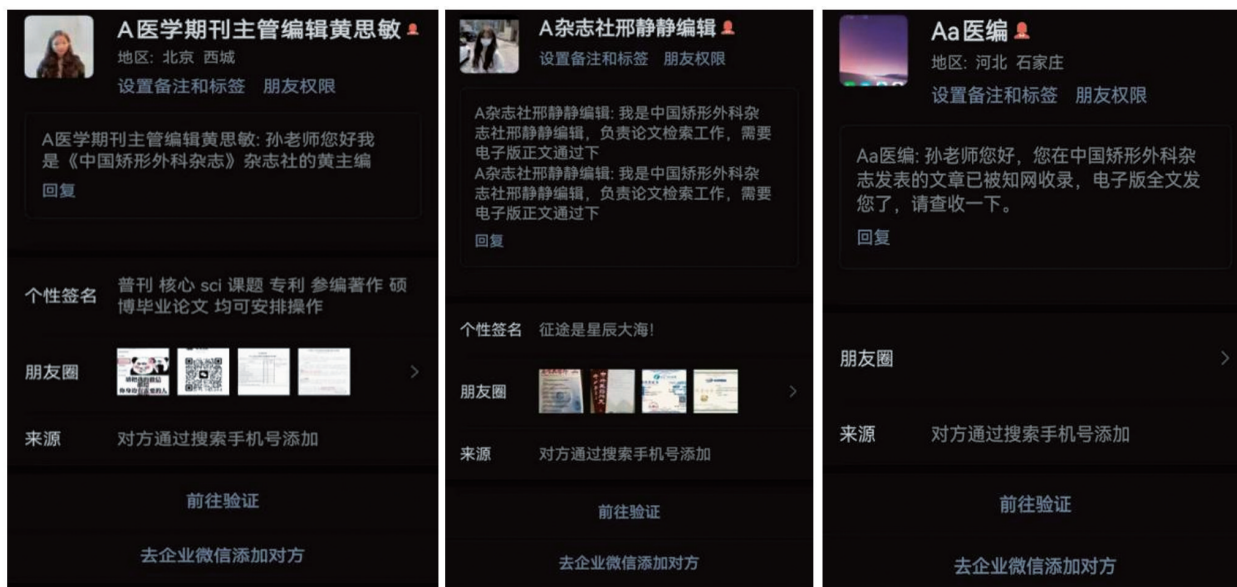 A医学期刊主管编辑黄思敏
地区: 北京 西城
设置备注和标签 朋友权限
A医学期刊主管编辑黄思敏: 孙老师您好我
是《中国矫形外科杂志》杂志社的黄主编
回复
个性签名
普刊 核心 sci 课题 专利 参编著作 硕
博毕业论文 均可安排操作
朋友圈
来源
对方通过搜索手机号添加
前往验证
去企业微信添加对方
A杂志社邢静静编辑
设置备注和标签 朋友权限
A杂志社邢静静编辑: 我是中国矫形外科杂
志社邢静静编辑，负责论文检索工作，需要
电子版正文通过下
A杂志社邢静静编辑: 我是中国矫形外科杂
志社邢静静编辑，负责论文检索工作，需要
电子版正文通过下
回复
个性签名
征途是星辰大海！
朋友圈
来源
对方通过搜索手机号添加
前往验证
去企业微信添加对方
Aa医编
地区: 河北 石家庄
设置备注和标签 朋友权限
Aa医编: 孙老师您好，您在中国矫形外科杂
志发表的文章已被知网收录，电子版全文发
您了，请查收一下。
回复
朋友圈
来源
对方通过搜索手机号添加
前往验证
去企业微信添加对方